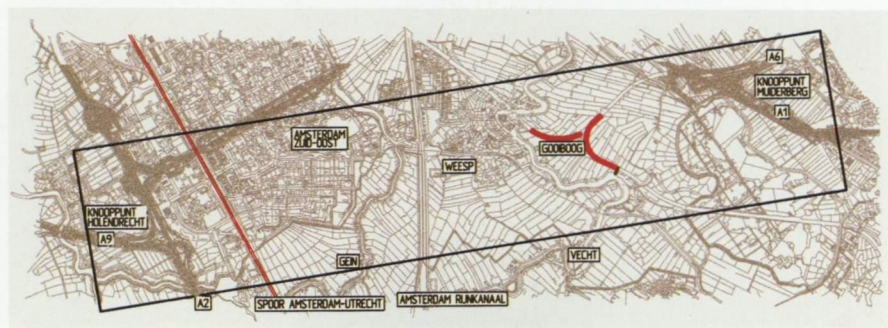 A6
KNOOPPUNT
MUIDERBERG
A1
AMSTERDAM
ZUID-OOST
GOOIBOOG
WEESP
KNOOPPUNT
HOLENDRECHT
A9
GEIN
VECHT
A2
SPOOR AMSTERDAM-UTRECHT
AMSTERDAM RIJNKANAAL